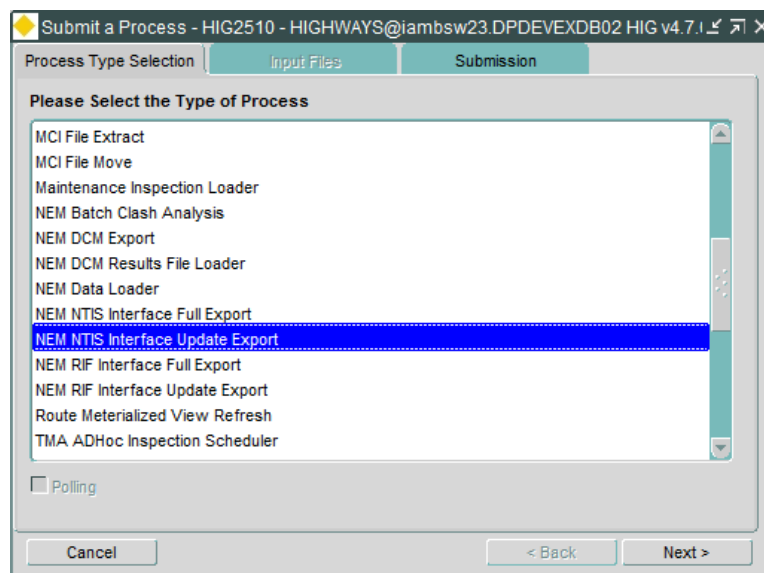 Submit a Process - HIG2510 - HIGHWAYS@iambsw23.DPDEVEXDB02 HIG v4.7.
Process Type Selection Input Files Submission
Please Select the Type of Process
MCI File Extract
MCI File Move
Maintenance Inspection Loader
NEM Batch Clash Analysis
NEM DCM Export
NEM DCM Results File Loader
NEM Data Loader
NEM NTIS Interface Full Export
NEM NTIS Interface Update Export
NEM RIF Interface Full Export
NEM RIF Interface Update Export
Route Meterialized View Refresh
TMA ADHoc Inspection Scheduler
Polling
Cancel < Back Next >